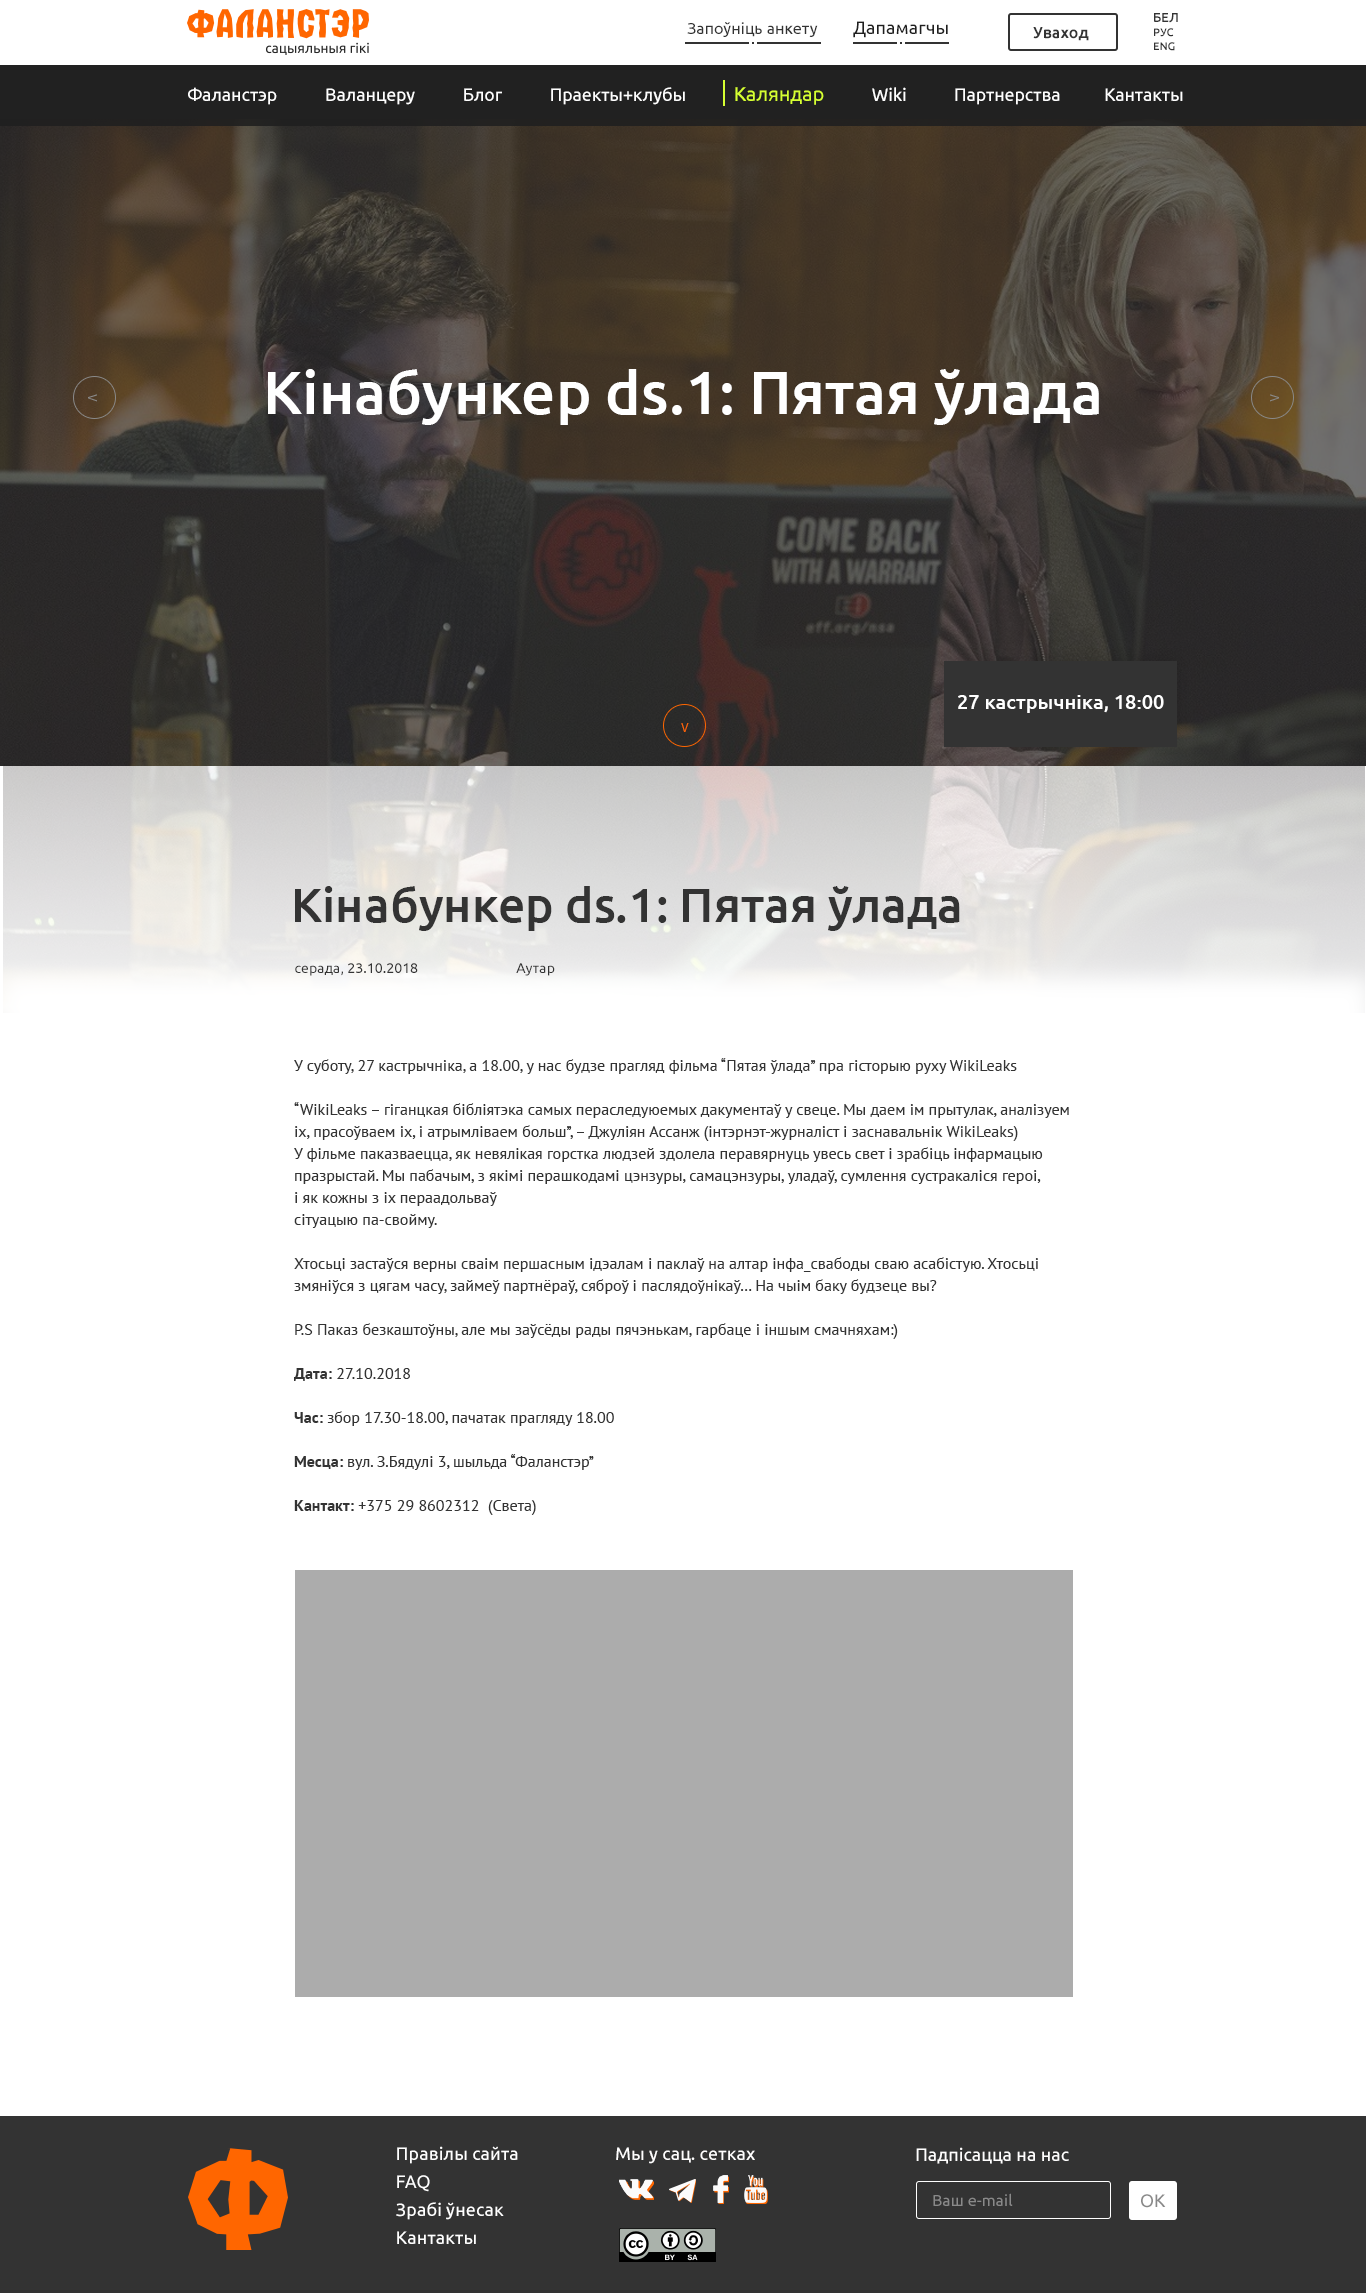 ФАЛАНСТЭР
сацыяльныя гікі
Запоўніць анкету
Дапамагчы
Уваход
БЕЛ
РУС
ENG
Фаланстэр
Валанцеру
Блог
Праекты+клубы
Каляндар
Wiki
Партнерства
Кантакты
Кінабункер ds.1: Пятая ўлада
<
>
COME BACK
WITH A WARRANT
eff.org/nsa
27 кастрычніка, 18:00
v
Кінабункер ds.1: Пятая ўлада
серада, 23.10.2018
Аутар
У суботу, 27 кастрычніка, а 18.00, у нас будзе прагляд фільма “Пятая ўлада” пра гісторыю руху WikiLeaks
“WikiLeaks – гіганцкая бібліятэка самых пераследуюемых дакументаў у свеце. Мы даем ім прытулак, аналізуем
іх, прасоўваем іх, і атрымліваем больш”, – Джуліян Ассанж (інтэрнэт-журналіст і заснавальнік WikiLeaks)
У фільме паказваецца, як невялікая горстка людзей здолела перавярнуць увесь свет і зрабіць інфармацыю
празрыстай. Мы пабачым, з якімі перашкодамі цэнзуры, самацэнзуры, уладаў, сумлення сустракаліся героі,
і як кожны з іх пераадольваў
сітуацыю па-свойму.
Хтосьці застаўся верны сваім першасным ідэалам і паклаў на алтар інфа_свабоды сваю асабістую. Хтосьці
змяніўся з цягам часу, займеў партнёраў, сяброў і паслядоўнікаў... На чыім баку будзеце вы?
P.S Паказ безкаштоўны, але мы заўсёды рады пячэнькам, гарбаце і іншым смачняхам:)
Дата: 27.10.2018
Час: збор 17.30-18.00, пачатак прагляду 18.00
Месца: вул. З.Бядулі 3, шыльда “Фаланстэр”
Кантакт: +375 29 8602312  (Света)
Ф
Правілы сайта
FAQ
Зрабі ўнесак
Кантакты
Мы у сац. сетках
You
Tube
cc
BY SA
Падпісацца на нас
Ваш e-mail
OK